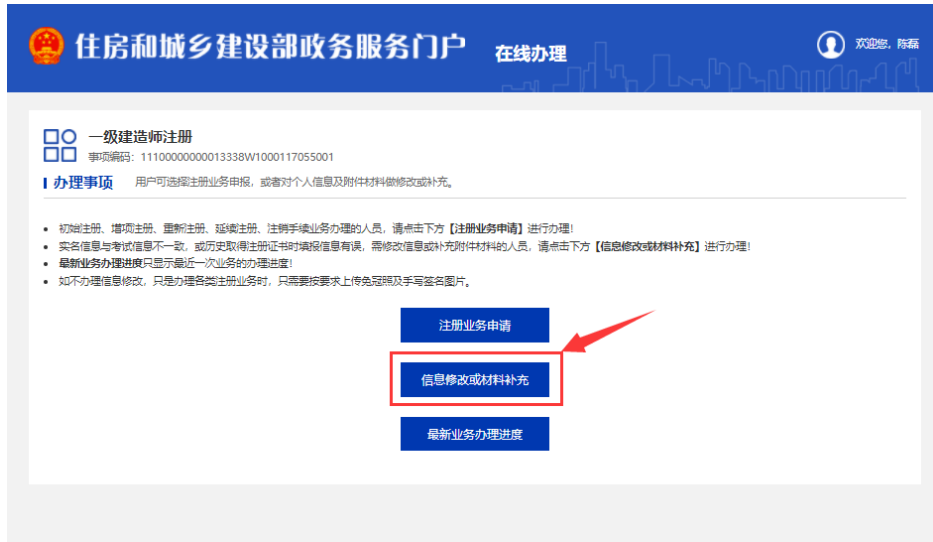 住房和城乡建设部政务服务门户 在线办理 欢迎您，陈磊
一级建造师注册
事项编码：11100000000013338W1000117055001
办理事项 用户可选择注册业务申报，或者对个人信息及附件材料做修改或补充。
初始注册、增项注册、重新注册、延续注册、注销手续业务办理的人员，请点击下方【注册业务申请】进行办理！
实名信息与考试信息不一致，或历史取得注册证书时填报信息有误，需修改信息或补充附件材料的人员，请点击下方【信息修改或材料补充】进行办理！
最新业务办理进度只显示最近一次业务的办理进度！
如不办理信息修改，只是办理各类注册业务时，只需要按要求上传免冠照及手写签名图片。
注册业务申请
信息修改或材料补充
最新业务办理进度